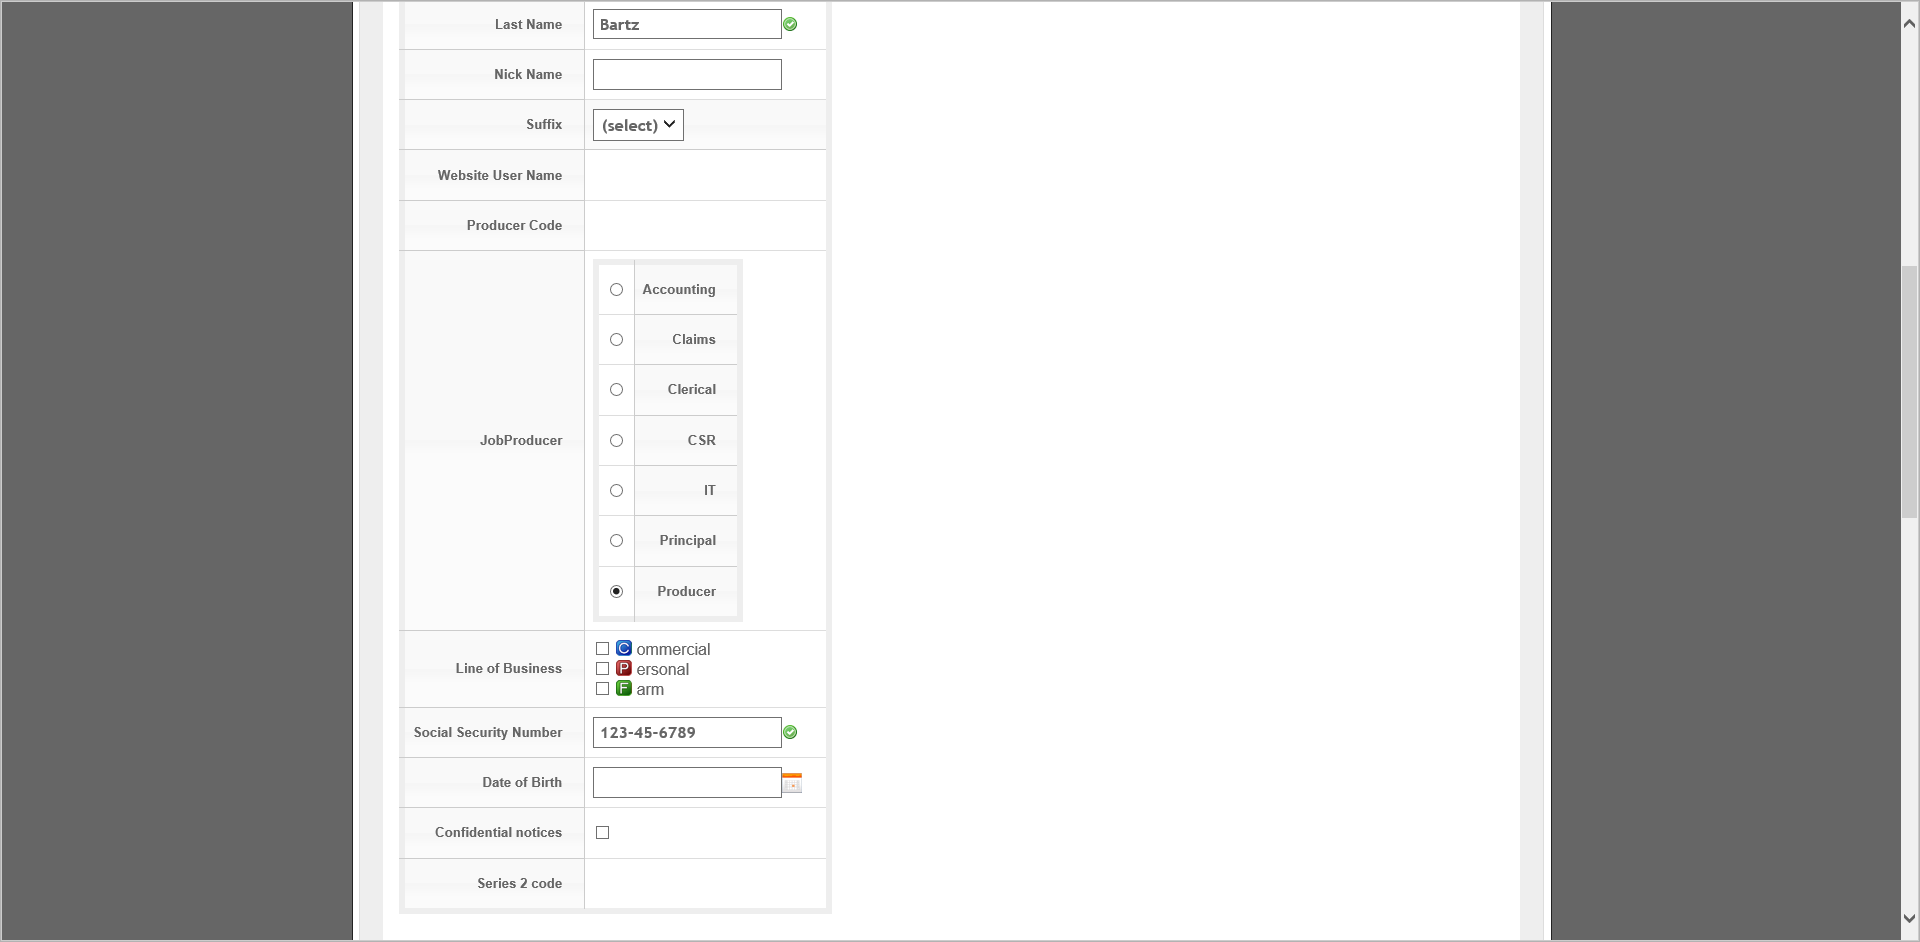 Last Name Bartz
Nick Name
Suffix (select)
Website User Name
Producer Code
Accounting
Claims
Clerical
JobProducer CSR
IT
Principal
Producer
C ommercial
Line of Business P ersonal
F arm
Social Security Number 123-45-6789
Date of Birth
Confidential notices
Series 2 code